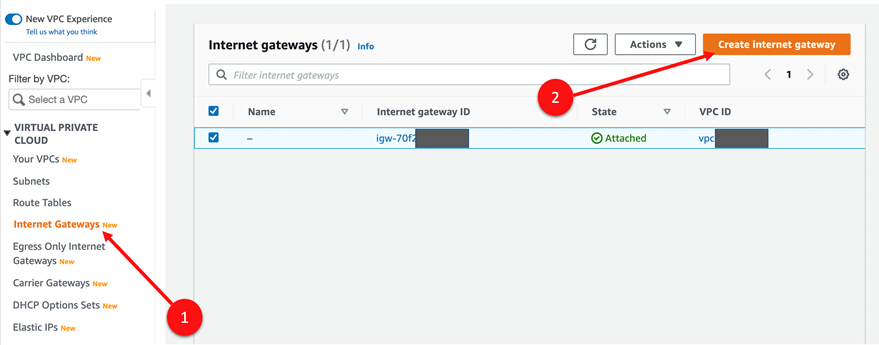 New VPC Experience
Tell us what you think
VPC Dashboard New
Filter by VPC:
Select a VPC
VIRTUAL PRIVATE
CLOUD
Your VPCs New
Subnets
Route Tables
Internet Gateways New
Egress Only Internet
Gateways New
Carrier Gateways New
DHCP Options Sets New
Elastic IPs New
1
Internet gateways (1/1) Info
Actions
Create internet gateway
Filter internet gateways
1
2
Name Internet gateway ID State VPC ID
– igw-70f2 Attached vpc